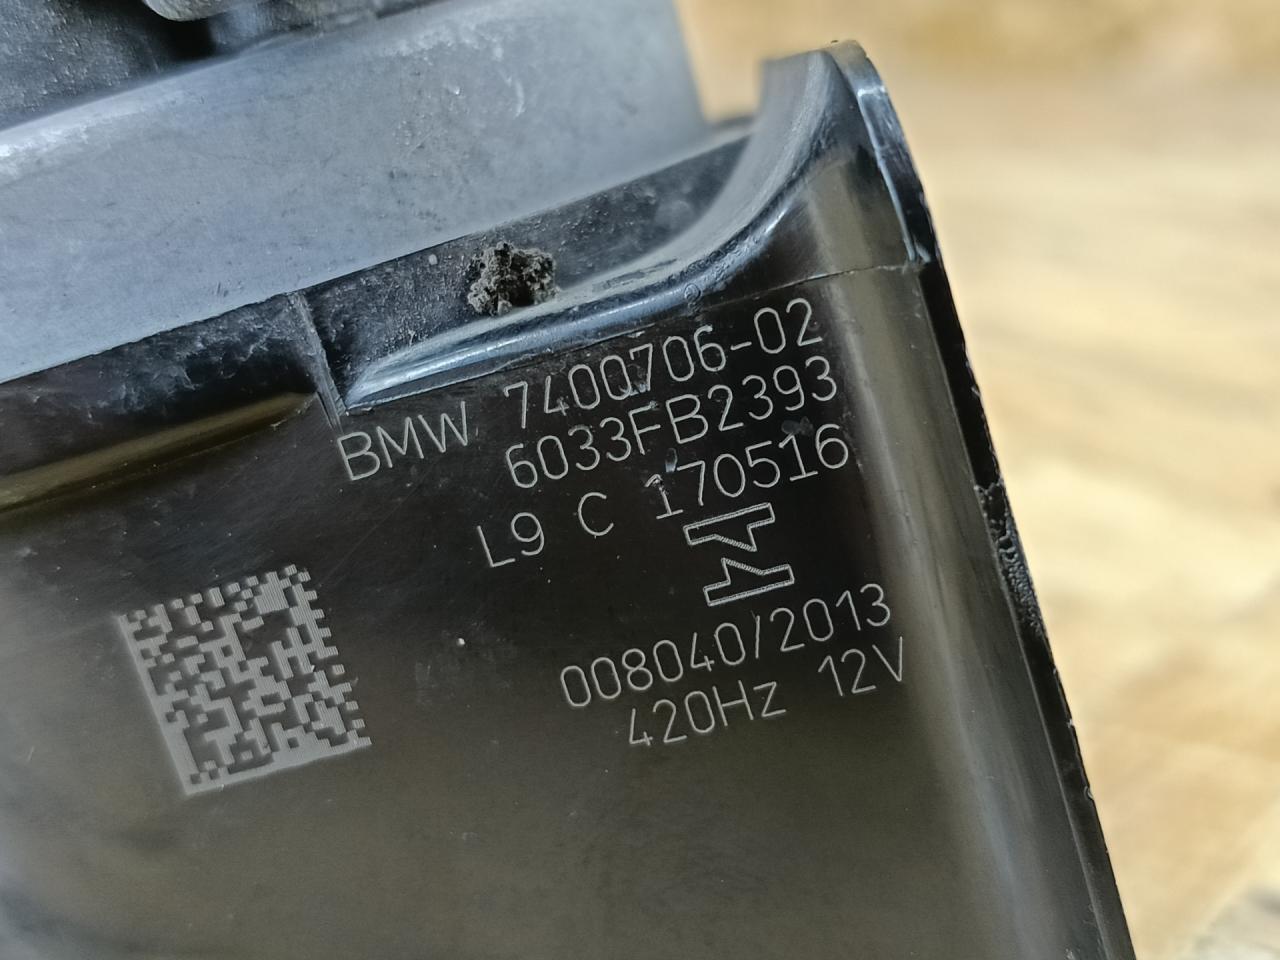 BMW 7400706-02
6033FB2393
L9 C 170516
008040/2013
420Hz 12V